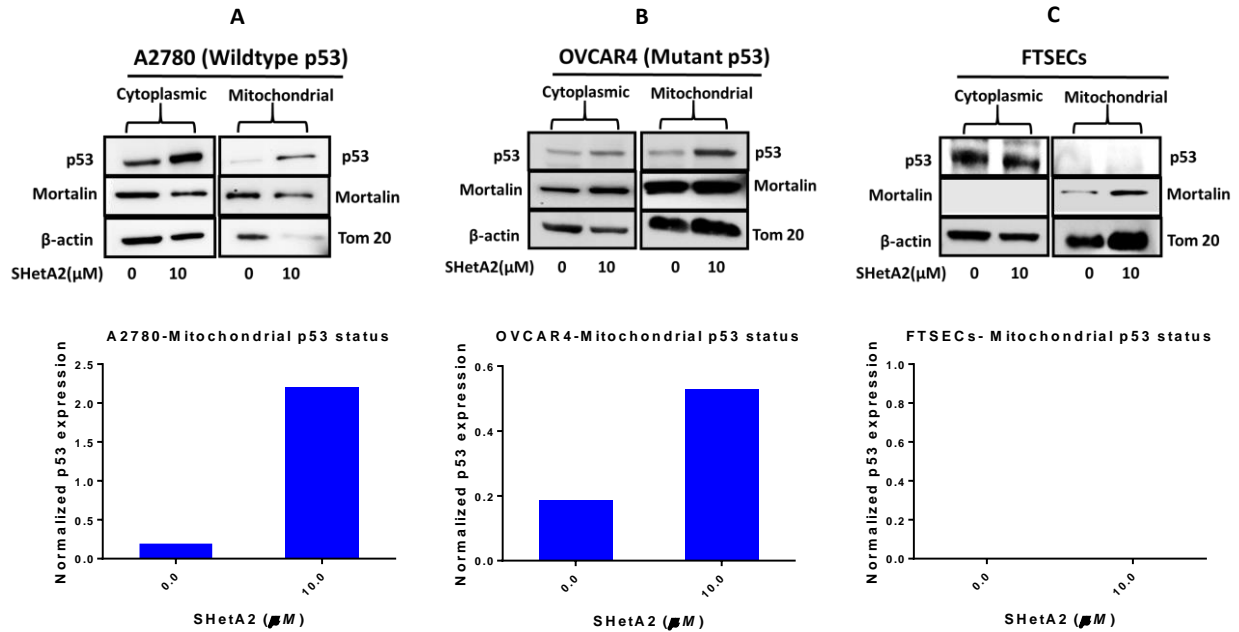 A
A2780 (Wildtype p53)
Cytoplasmic Mitochondrial
p53 p53
Mortalin Mortalin
β-actin Tom 20
SHetA2(μM) 0 10 0 10
A2780-Mitochondrial p53 status
Normalized p53 expression
2.5
2.0
1.5
1.0
0.5
0.0
0.0 10.0
SHetA2 (μM)
B
OVCAR4 (Mutant p53)
Cytoplasmic Mitochondrial
p53 p53
Mortalin Mortalin
β-actin Tom 20
SHetA2(μM) 0 10 0 10
OVCAR4-Mitochondrial p53 status
Normalized p53 expression
0.6
0.4
0.2
0.0
0.0 10.0
SHetA2 (μM)
C
FTSECs
Cytoplasmic Mitochondrial
p53 p53
Mortalin Mortalin
β-actin Tom 20
SHetA2(μM) 0 10 0 10
FTSECs- Mitochondrial p53 status
Normalized p53 expression
1.0
0.8
0.6
0.4
0.2
0.0
0.0 10.0
SHetA2 (μM)